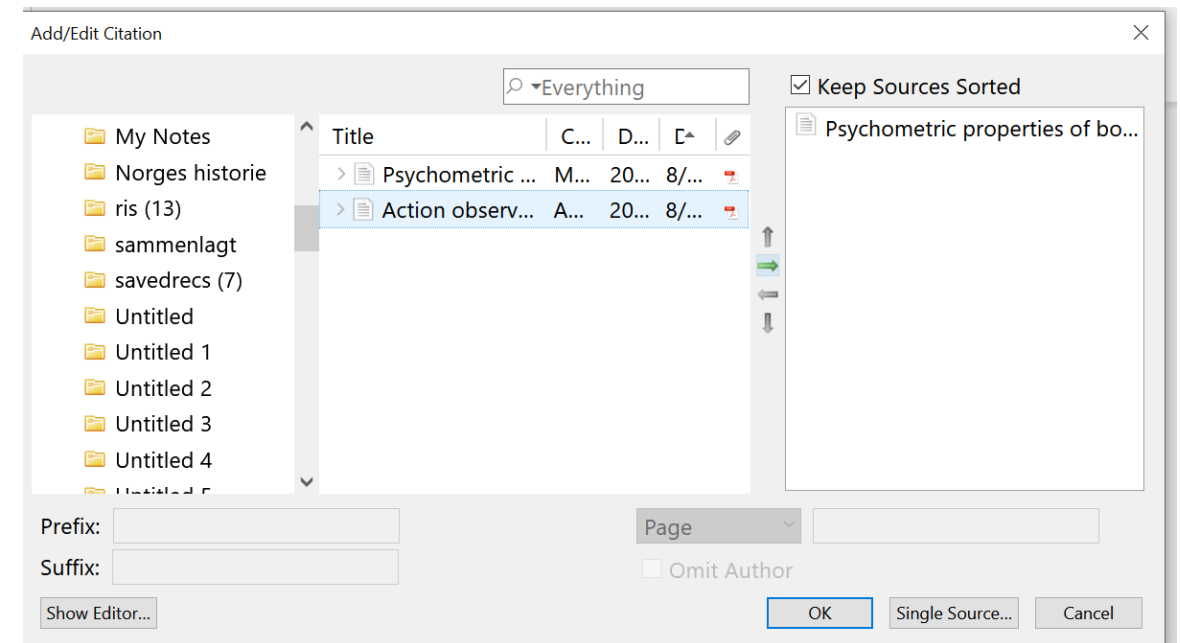 Add/Edit Citation
Everything
Keep Sources Sorted
My Notes
Norges historie
ris (13)
sammenlagt
savedrecs (7)
Untitled
Untitled 1
Untitled 2
Untitled 3
Untitled 4
Title C... D...
Psychometric ... M... 20... 8/...
Action observ... A... 20... 8/...
Psychometric properties of bo...
Prefix:
Suffix:
Page
Omit Author
Show Editor...
OK Single Source... Cancel